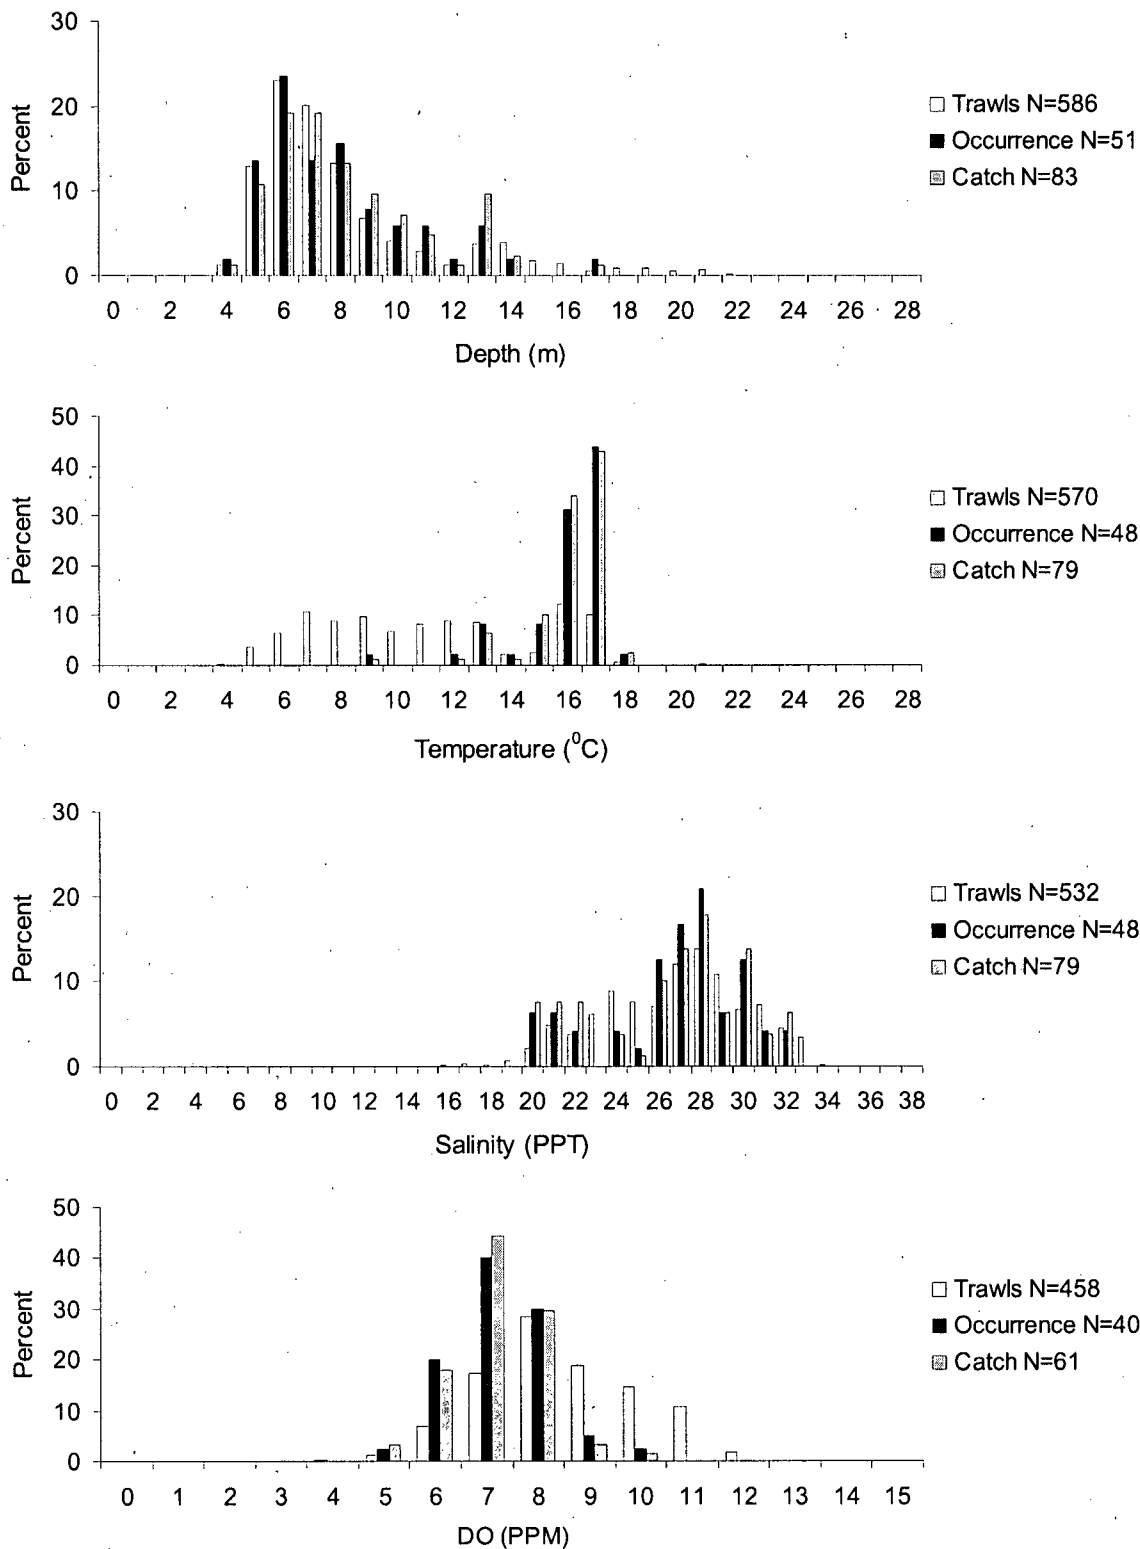 30
20
10
0
Percent
0 2 4 6 8 10 12 14 16 18 20 22 24 26 28
Depth (m)
Trawls N=586
Occurrence N=51
Catch N=83
50
40
30
20
10
0
Percent
0 2 4 6 8 10 12 14 16 18 20 22 24 26 28
Temperature (⁰C)
Trawls N=570
Occurrence N=48
Catch N=79
30
20
10
0
Percent
0 2 4 6 8 10 12 14 16 18 20 22 24 26 28 30 32 34 36 38
Salinity (PPT)
Trawls N=532
Occurrence N=48
Catch N=79
50
40
30
20
10
0
Percent
0 1 2 3 4 5 6 7 8 9 10 11 12 13 14 15
DO (PPM)
Trawls N=458
Occurrence N=40
Catch N=61